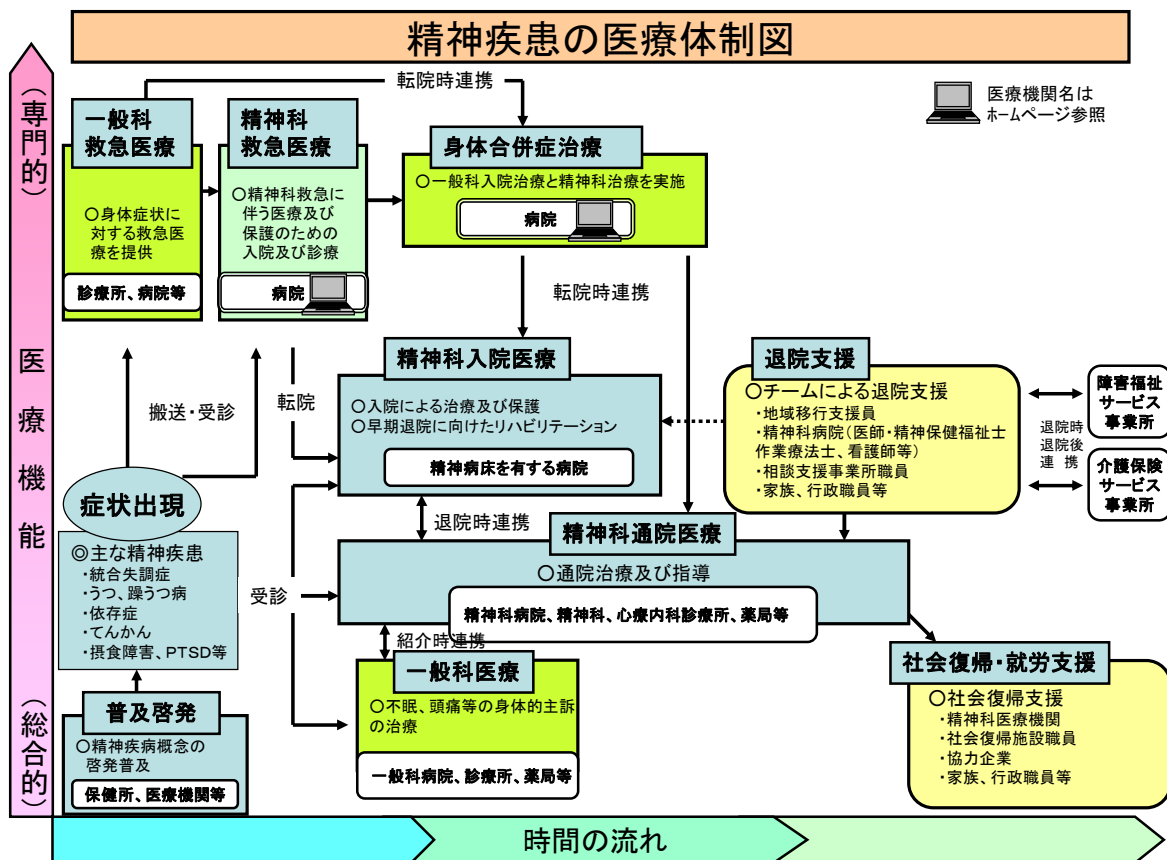 精神疾患の医療体制図
(専門的)
医療機能
(総合的)
転院時連携
医療機関名は
ホームページ参照
一般科
救急医療
○身体症状に
対する救急医
療を提供
診療所、病院等
精神科
救急医療
○精神科救急に
伴う医療及び
保護のための
入院及び診療
病院
身体合併症治療
○一般科入院治療と精神科治療を実施
病院
転院時連携
搬送・受診
転院
精神科入院医療
○入院による治療及び保護
○早期退院に向けたリハビリテーション
精神病床を有する病院
退院支援
○チームによる退院支援
・地域移行支援員
・精神科病院(医師・精神保健福祉士
作業療法士、看護師等)
・相談支援事業所職員
・家族、行政職員等
障害福祉
サービス
事業所
退院時
退院後
連携
介護保険
サービス
事業所
症状出現
◎主な精神疾患
・統合失調症
・うつ、躁うつ病
・依存症
・てんかん
・摂食障害、PTSD等
退院時連携
精神科通院医療
○通院治療及び指導
精神科病院、精神科、心療内科診療所、薬局等
受診
紹介時連携
一般科医療
○不眠、頭痛等の身体的主訴
の治療
一般科病院、診療所、薬局等
社会復帰・就労支援
○社会復帰支援
・精神科医療機関
・社会復帰施設職員
・協力企業
・家族、行政職員等
普及啓発
○精神疾病概念の
啓発普及
保健所、医療機関等
時間の流れ